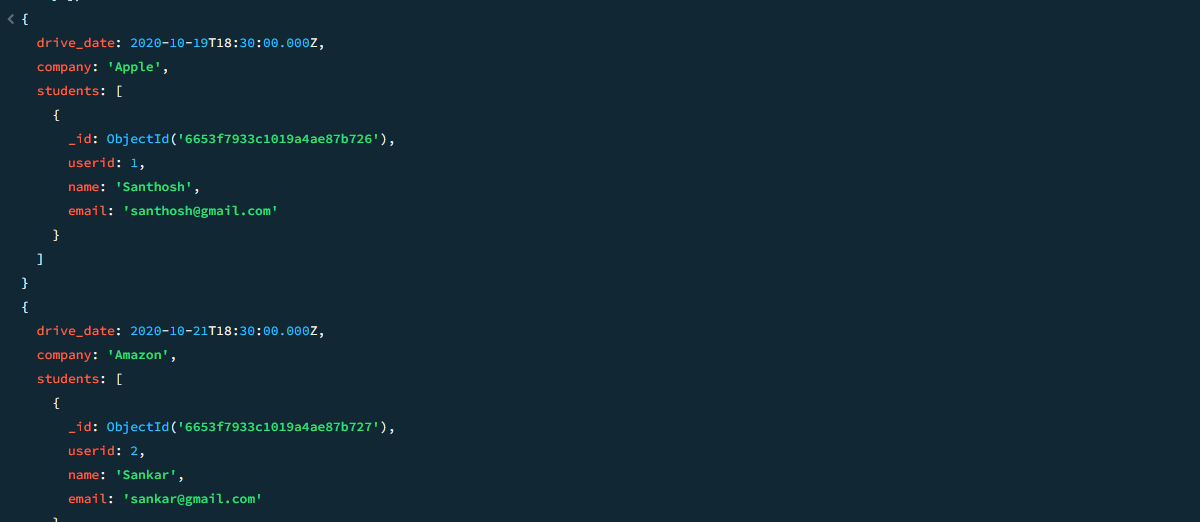 {
drive_date: 2020-10-19T18:30:00.000Z,
company: 'Apple',
students: [
{
_id: ObjectId('6653f7933c1019a4ae87b726'),
userid: 1,
name: 'Santhosh',
email: 'santhosh@gmail.com'
}
]
}
{
drive_date: 2020-10-21T18:30:00.000Z,
company: 'Amazon',
students: [
{
_id: ObjectId('6653f7933c1019a4ae87b727'),
userid: 2,
name: 'Sankar',
email: 'sankar@gmail.com'
}